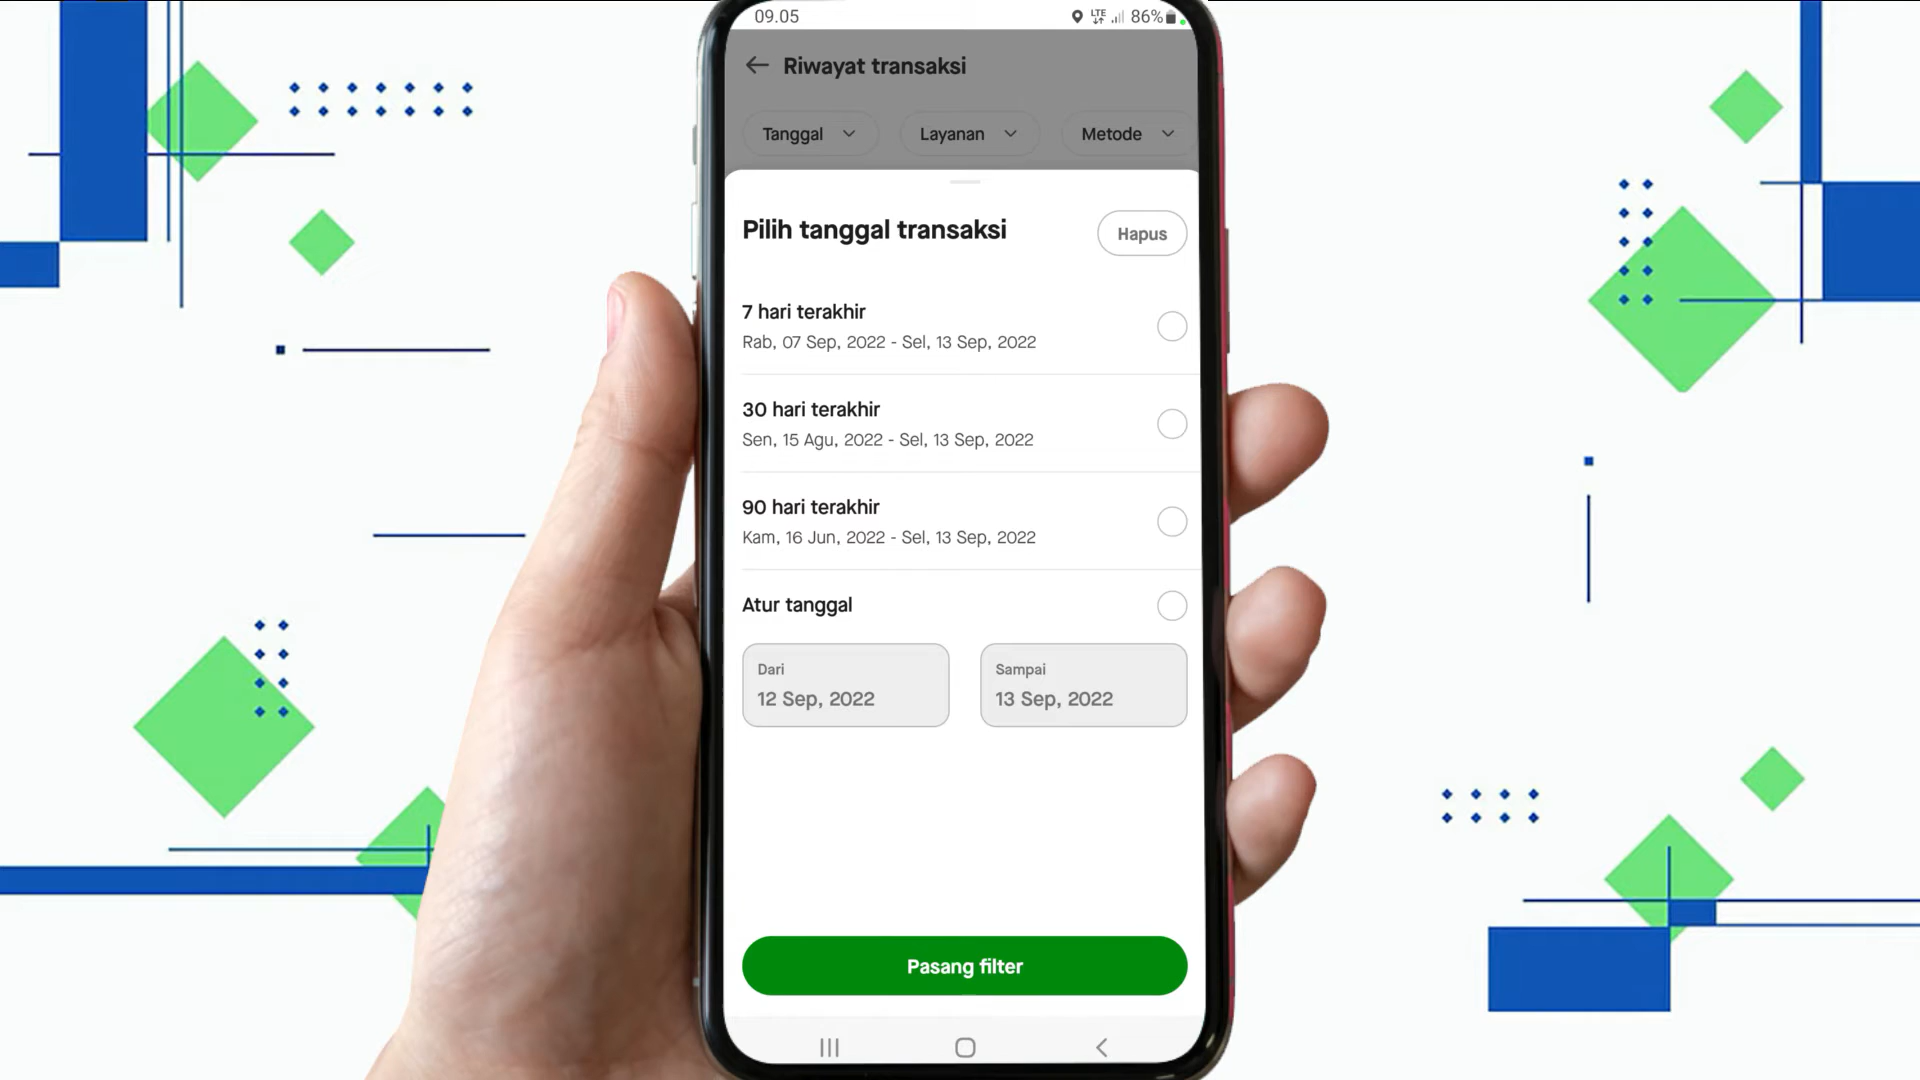 09.05
LTE 86%
Riwayat transaksi
Tanggal Layanan Metode
Pilih tanggal transaksi
Hapus
7 hari terakhir
Rab, 07 Sep, 2022 - Sel, 13 Sep, 2022
30 hari terakhir
Sen, 15 Agu, 2022 - Sel, 13 Sep, 2022
90 hari terakhir
Kam, 16 Jun, 2022 - Sel, 13 Sep, 2022
Atur tanggal
Dari
12 Sep, 2022
Sampai
13 Sep, 2022
Pasang filter